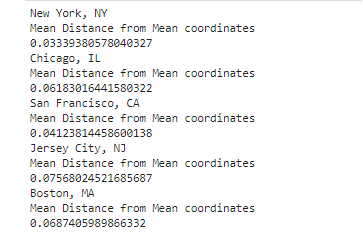 New York, NY
Mean Distance from Mean coordinates
0.03339380578040327
Chicago, IL
Mean Distance from Mean coordinates
0.06183016441580322
San Francisco, CA
Mean Distance from Mean coordinates
0.04123814458600138
Jersey City, NJ
Mean Distance from Mean coordinates
0.07568024521685687
Boston, MA
Mean Distance from Mean coordinates
0.0687405989866332